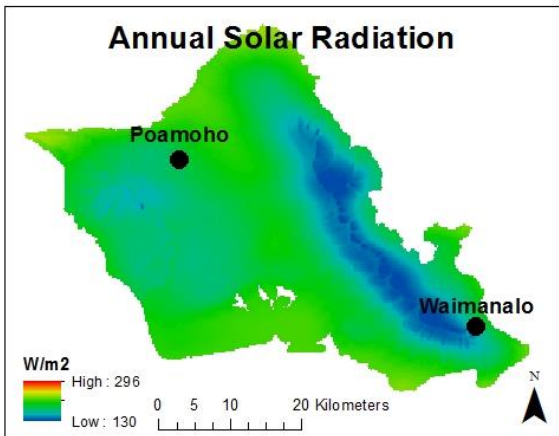 Annual Solar Radiation
Poamoho
Waimanalo
W/m2
High : 296
Low : 130
0 5 10 20 Kilometers
N